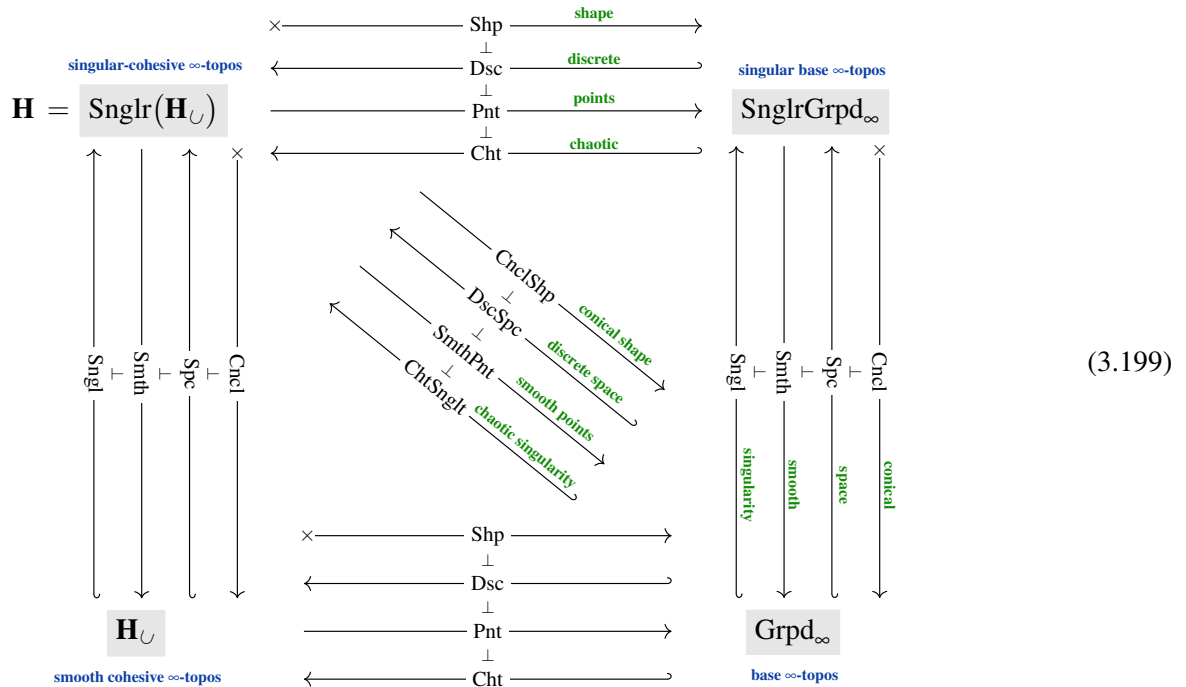 × Shp shape
⊥
singular-cohesive ∞-topos Dsc discrete singular base ∞-topos
⊥
H = Snglr(H∪) Pnt points SnglrGrpd∞
⊥
× Cht chaotic ×
CnclShp conical shape
⊥
DscSpc discrete space
⊥
SmthPnt smooth points
⊥
ChtSnglt chaotic singularity
Sngl ⊥ Smth ⊥ Spc ⊥ Cncl
Sngl ⊥ Smth ⊥ Spc ⊥ Cncl
(3.199)
singularity smooth space conical
× Shp
⊥
Dsc
⊥
H∪ Pnt Grpd∞
⊥
smooth cohesive ∞-topos Cht base ∞-topos